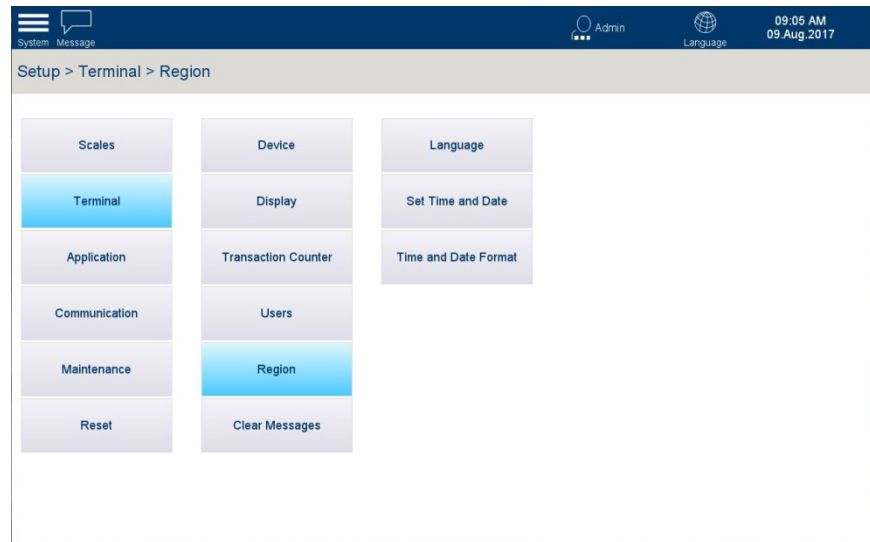 System Message
Admin
Language
09:05 AM
09.Aug.2017
Setup > Terminal > Region
Scales
Device
Language
Terminal
Display
Set Time and Date
Application
Transaction Counter
Time and Date Format
Communication
Users
Maintenance
Region
Reset
Clear Messages